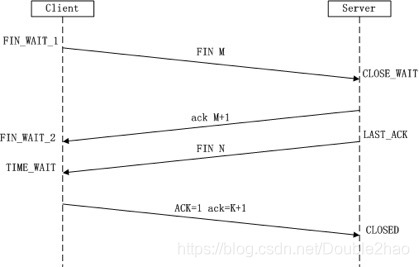 Client Server
FIN_WAIT_1
FIN M
CLOSE_WAIT
ack M+1
FIN_WAIT_2
LAST_ACK
FIN N
TIME_WAIT
ACK=1 ack=K+1
CLOSED
https://blog.csdn.net/Double2hao